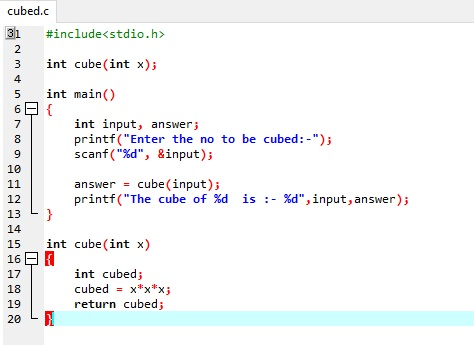 cubed.c
31 #include<stdio.h>
2
3 int cube(int x);
4
5 int main()
6 {
7 int input, answer;
8 printf("Enter the no to be cubed:-");
9 scanf("%d", &input);
10
11 answer = cube(input);
12 printf("The cube of %d  is :- %d",input,answer);
13 }
14
15 int cube(int x)
16 {
17 int cubed;
18 cubed = x*x*x;
19 return cubed;
20 }